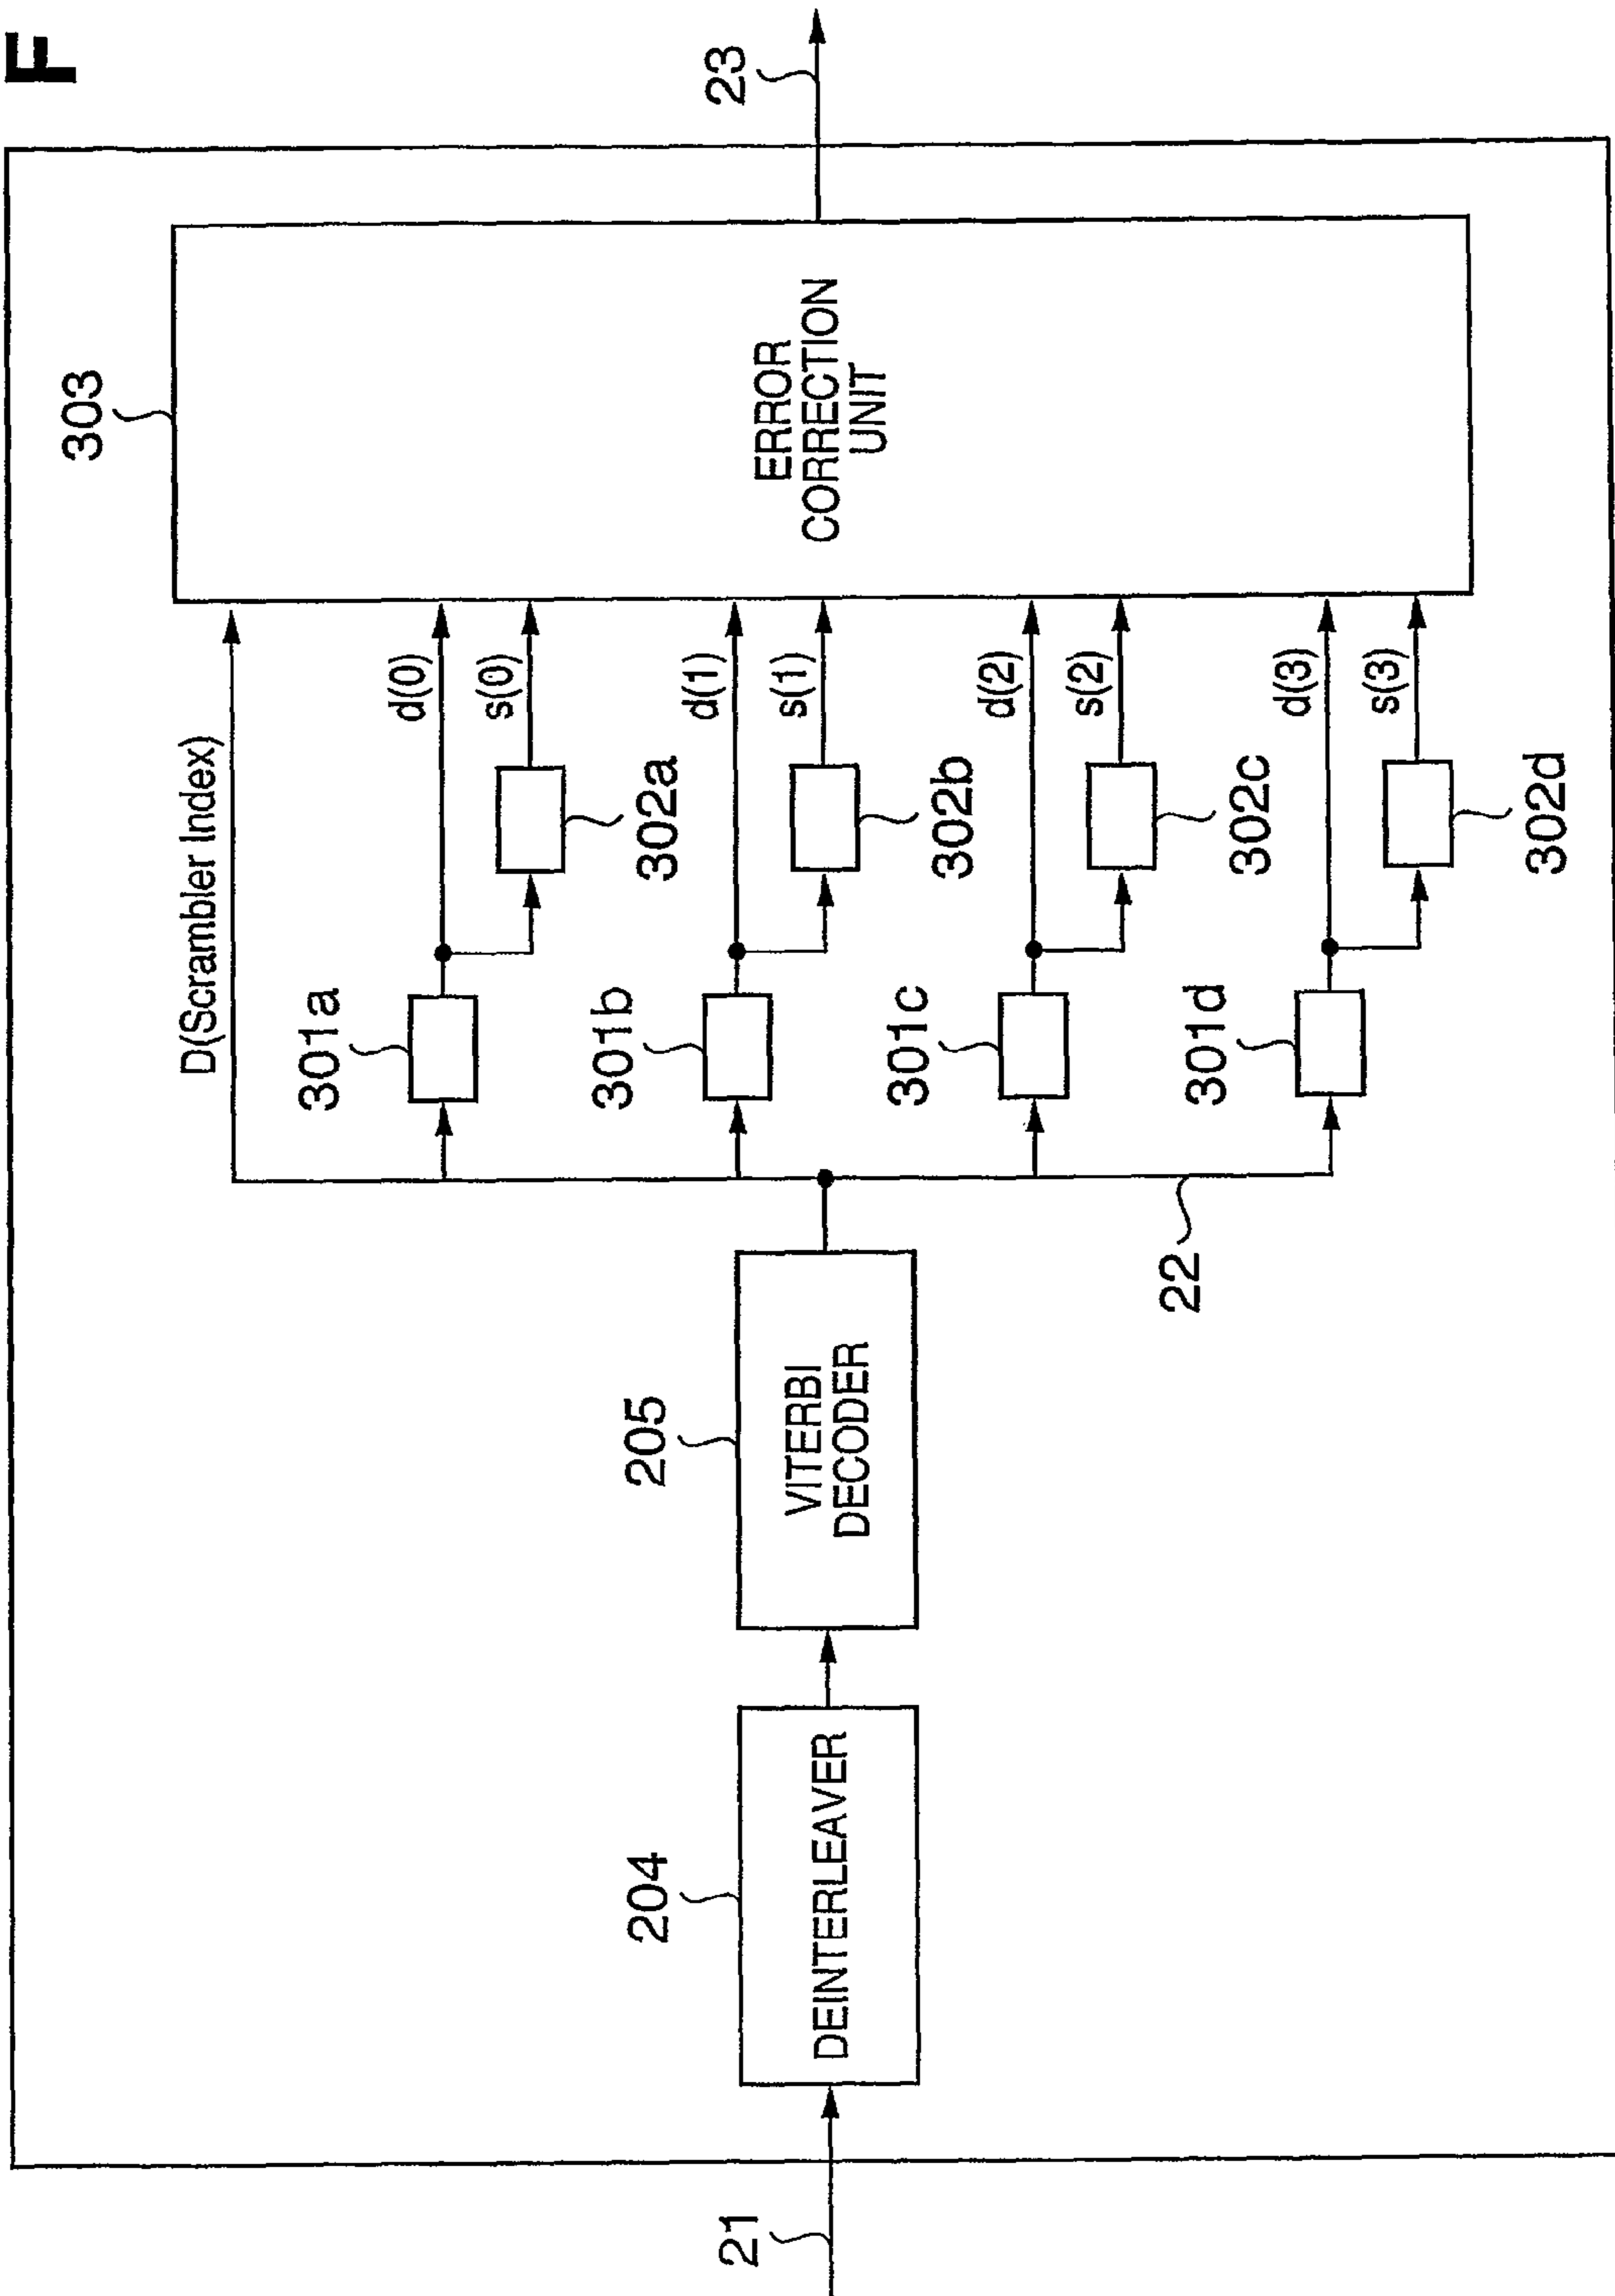 F
21
204
DEINTERLEAVER
205
VITERBI
DECODER
22
D(Scrambler Index)
301a
302a
d(0)
s(0)
301b
302b
d(1)
s(1)
301c
302c
d(2)
s(2)
301d
302d
d(3)
s(3)
303
ERROR
CORRECTION
UNIT
23